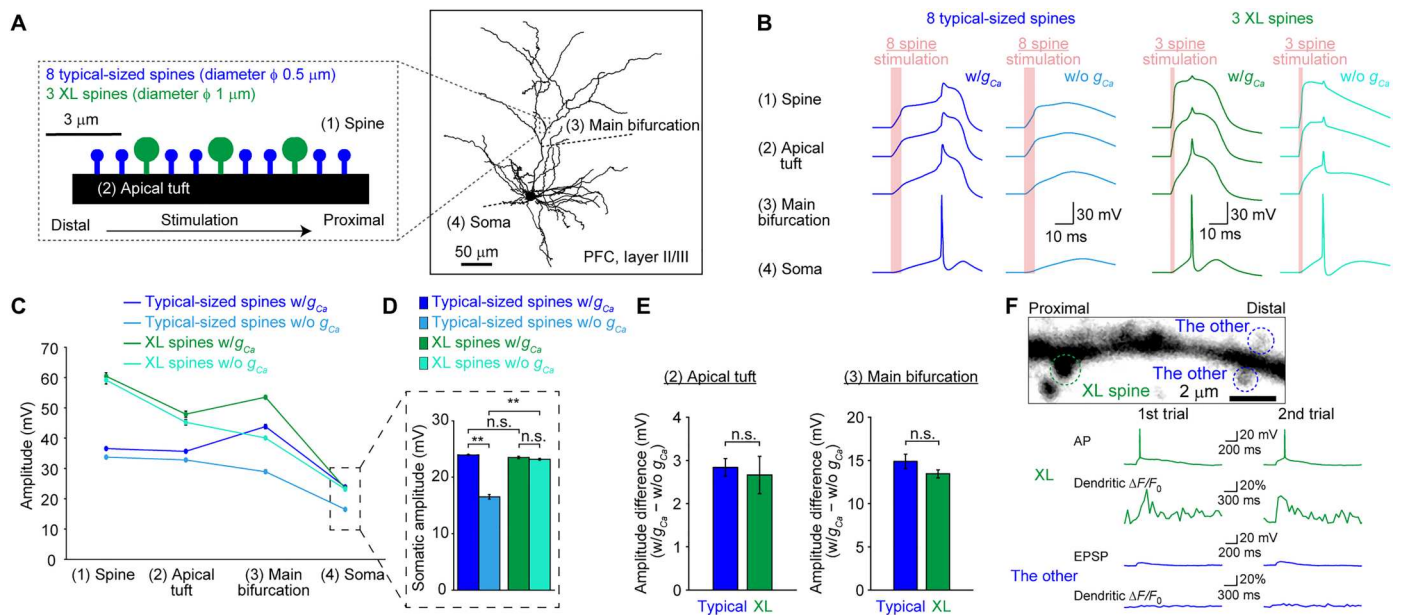 A
8 typical-sized spines (diameter ϕ 0.5 μm)
3 XL spines (diameter ϕ 1 μm)
3 μm
(1) Spine
(2) Apical tuft
Distal
Stimulation
Proximal
(3) Main bifurcation
(4) Soma
50 μm
PFC, layer II/III
B
8 typical-sized spines
3 XL spines
8 spine
stimulation
8 spine
stimulation
3 spine
stimulation
3 spine
stimulation
w/gCa
w/o gCa
w/gCa
w/o gCa
(1) Spine
(2) Apical
tuft
(3) Main
bifurcation
(4) Soma
30 mV
10 ms
30 mV
10 ms
C
Typical-sized spines w/gCa
Typical-sized spines w/o gCa
XL spines w/gCa
XL spines w/o gCa
Amplitude (mV)
70
60
50
40
30
20
10
0
(1) Spine
(2) Apical
tuft
(3) Main
bifurcation
(4) Soma
D
Typical-sized spines w/gCa
Typical-sized spines w/o gCa
XL spines w/gCa
XL spines w/o gCa
Somatic amplitude (mV)
30
20
10
0
**
n.s.
**
n.s.
E
(2) Apical tuft
Amplitude difference (mV)
(w/gCa – w/o gCa)
4
3
2
1
0
n.s.
Typical XL
(3) Main bifurcation
Amplitude difference (mV)
(w/gCa – w/o gCa)
20
15
10
5
0
n.s.
Typical XL
F
Proximal
Distal
The other
The other
XL spine
2 μm
1st trial
2nd trial
AP
20 mV
200 ms
XL
Dendritic ΔF/F0
20%
300 ms
EPSP
20 mV
200 ms
The other
Dendritic ΔF/F0
20%
300 ms